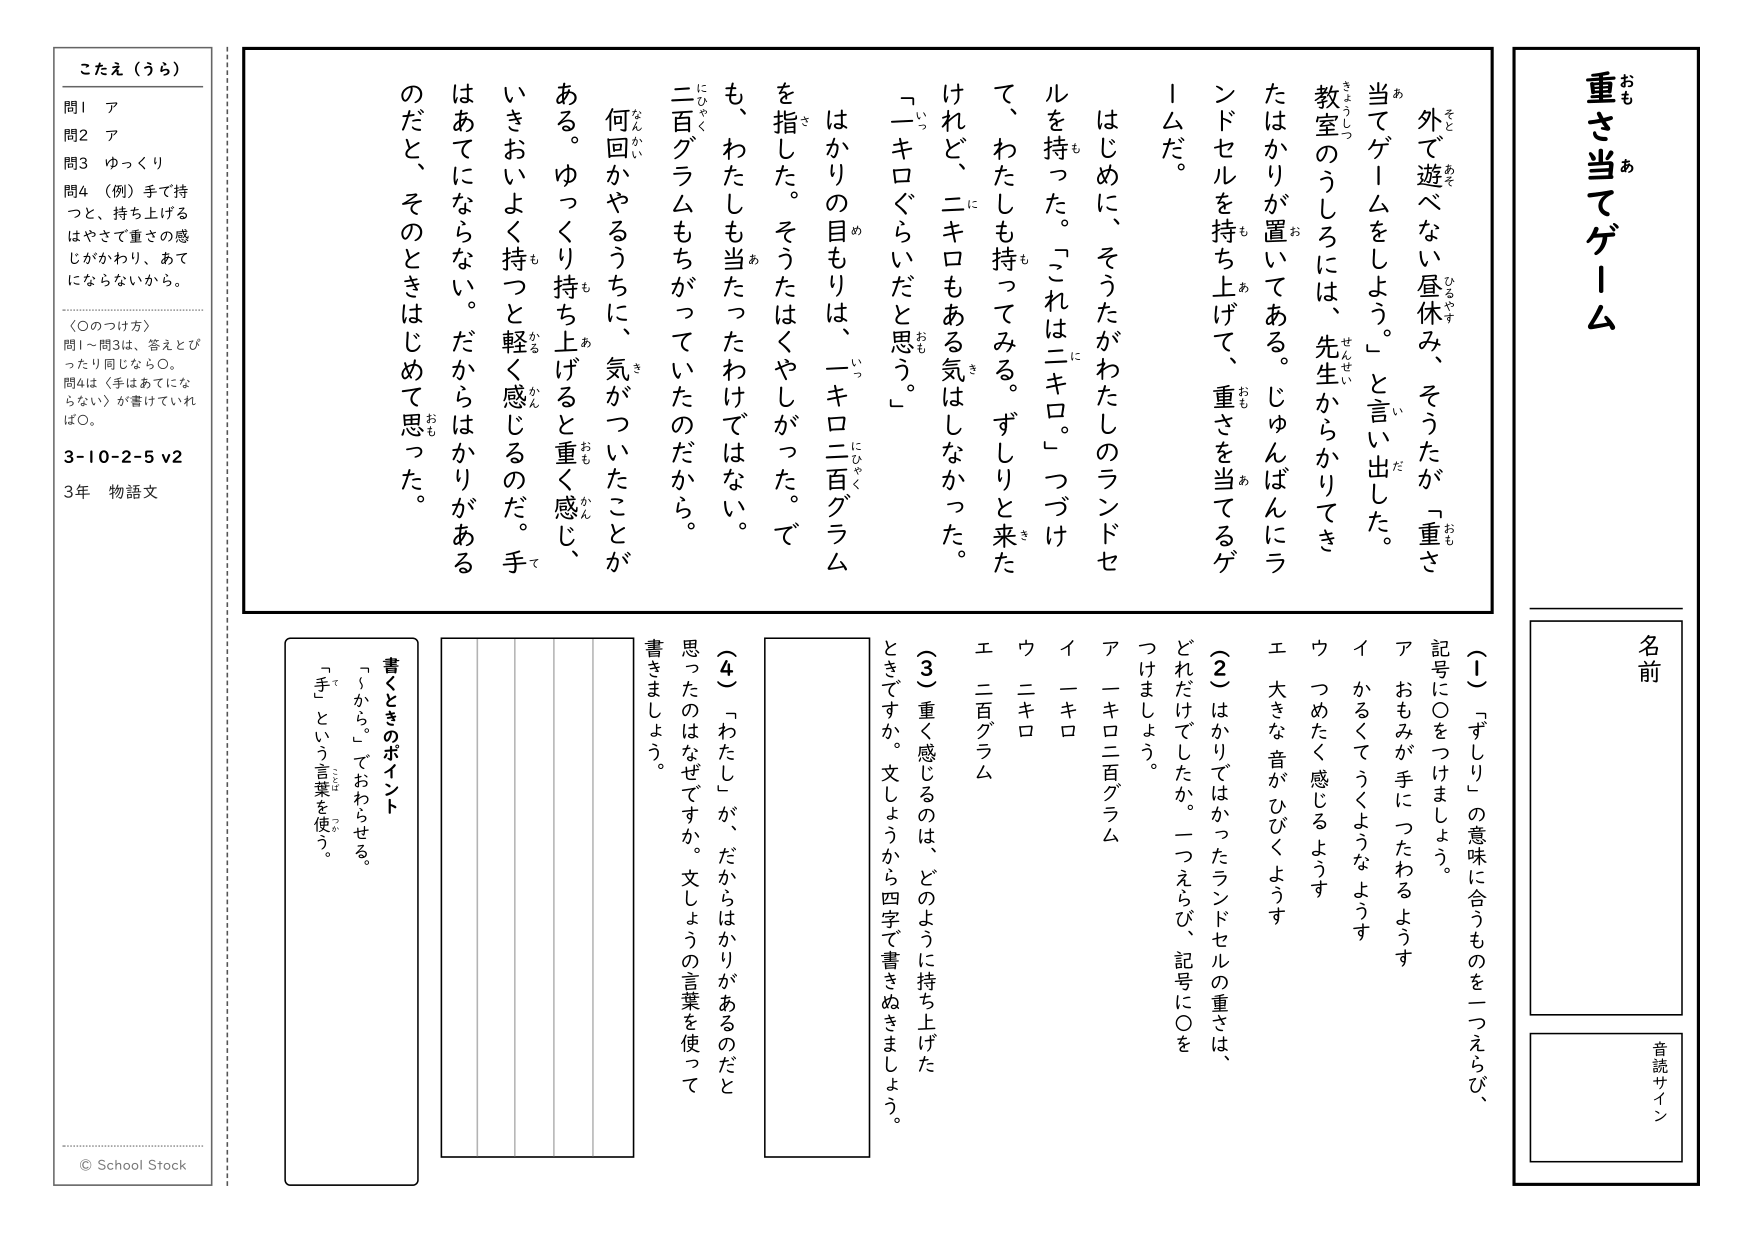 重さ当てゲーム
名前
音読サイン
外で遊べない昼休み、そうたが「重さ
当てゲームをしよう。」と言い出した。
教室のうしろには、先生からかりてき
たはかりが置いてある。じゅんばんにラ
ンドセルを持ち上げて、重さを当てるゲ
ームだ。
はじめに、そうたがわたしのランドセ
ルを持った。「これは二キロ。」つづけ
て、わたしも持ってみる。ずしりと来た
けれど、二キロもある気はしなかった。
「一キロぐらいだと思う。」
はかりの目もりは、一キロ二百グラム
を指した。そうたはくやしがった。で
も、わたしも当たったわけではない。
二百グラムもちがっていたのだから。
何回かやるうちに、気がついたことが
ある。ゆっくり持ち上げると重く感じ、
いきおいよく持つと軽く感じるのだ。手
はあてにならない。だからはかりがある
のだと、そのときはじめて思った。
(1)「ずしり」の意味に合うものを一つえらび、
記号に○をつけましょう。
ア おもみが 手に つたわる ようす
イ かるくて うくような ようす
ウ つめたく 感じる ようす
エ 大きな 音が ひびく ようす
(2) はかりではかったランドセルの重さは、
どれだけでしたか。一つえらび、記号に○を
つけましょう。
ア 一キロ二百グラム
イ 一キロ
ウ 二キロ
エ 二百グラム
(3) 重く感じるのは、どのように持ち上げた
ときですか。文しょうから四字で書きぬきましょう。
(4) 「わたし」が、だからはかりがあるのだと
思ったのはなぜですか。文しょうの言葉を使って
書きましょう。
書くときのポイント
「〜から。」でおわらせる。
「手」という言葉を使う。
こたえ（うら）
問1 ア
問2 ア
問3 ゆっくり
問4 （例）手で持
つと、持ち上げる
はやさで重さの感
じがかわり、あて
にならないから。
〈○のつけ方〉
問1〜問3は、答えとぴ
ったり同じなら○。
問4は〈手はあてにな
らない〉が書けていれ
ば○。
3-10-2-5 v2
3年 物語文
© School Stock